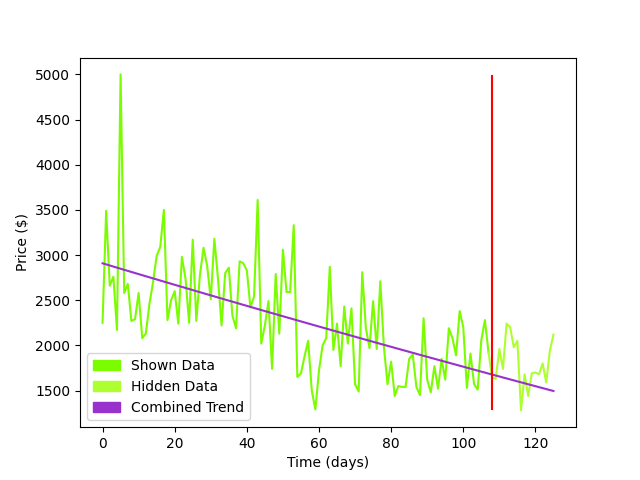 5000
4500
4000
3500
3000
2500
2000
1500
Price ($)
Shown Data
Hidden Data
Combined Trend
0 20 40 60 80 100 120
Time (days)